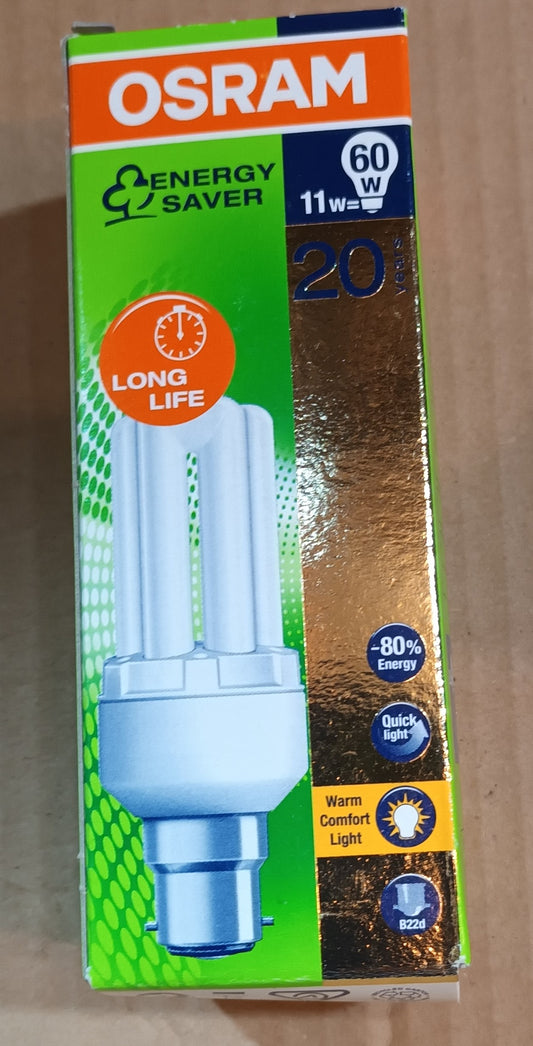 OSRAM
ENERGY
SAVER
60
W
11W=
20
years
LONG
LIFE
-80%
Energy
Quick
light
Warm
Comfort
Light
B22d